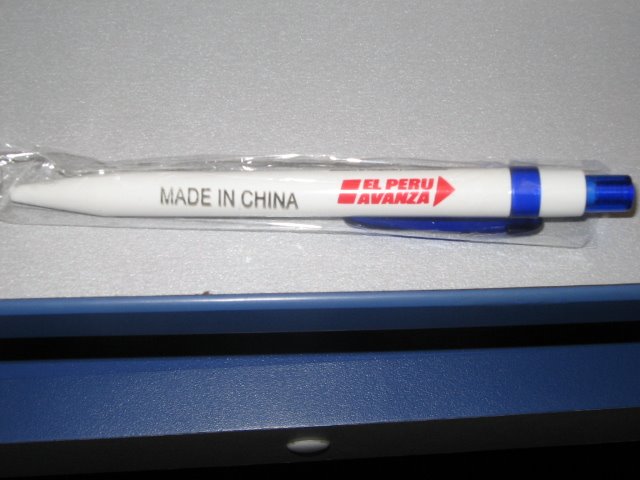 MADE IN CHINA
EL PERU
AVANZA